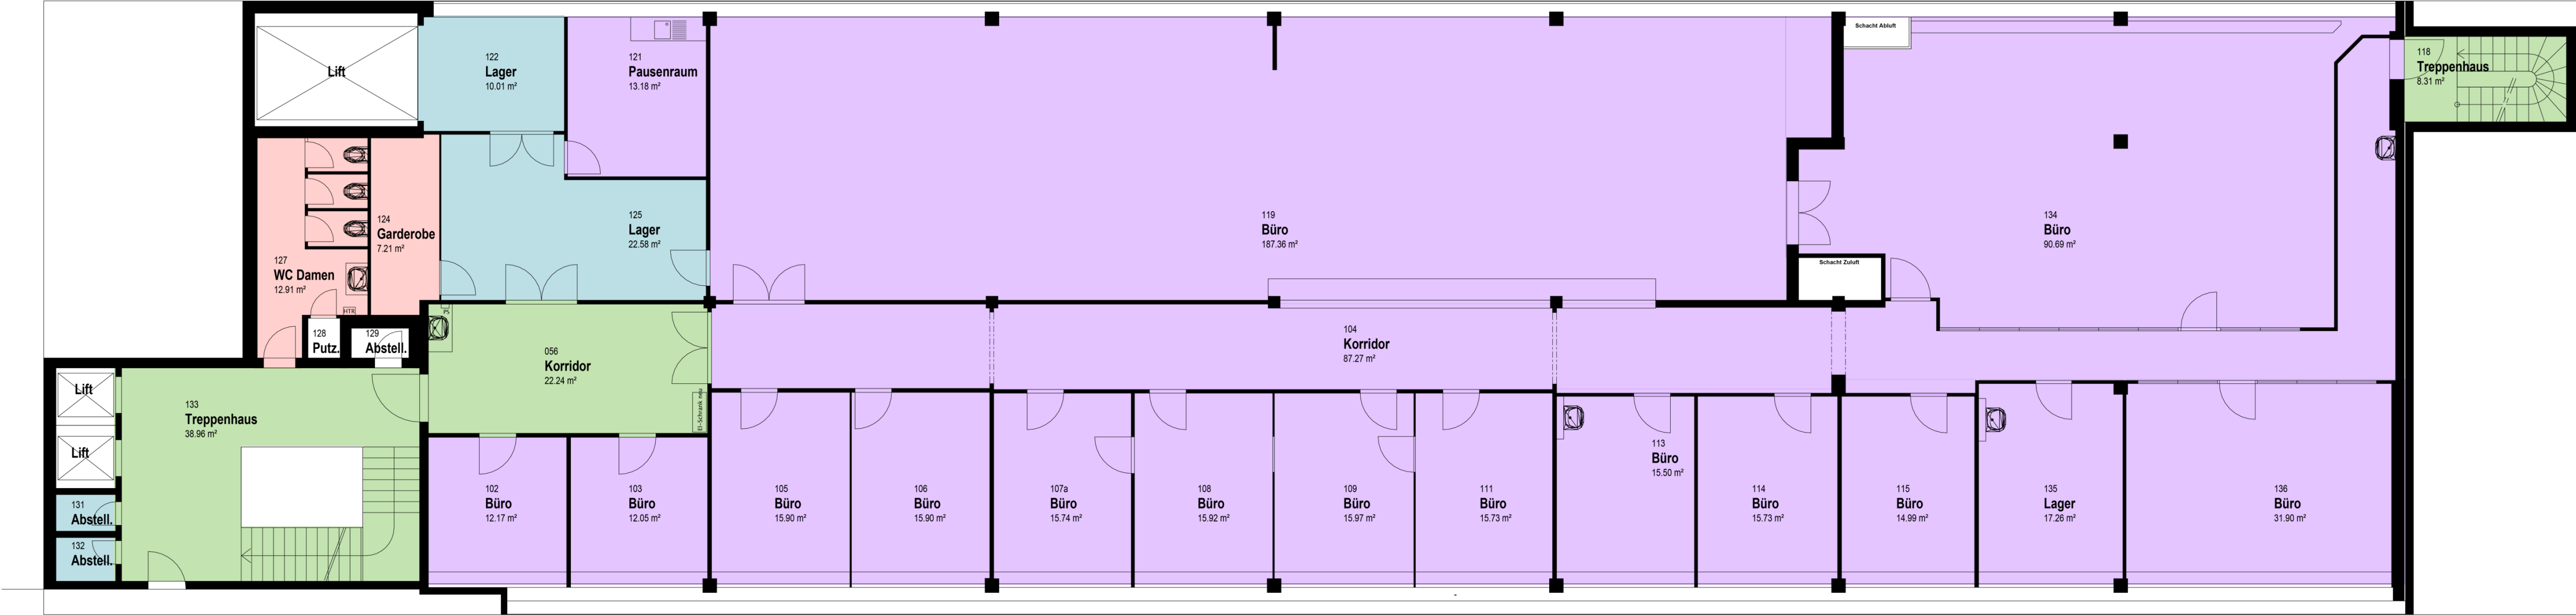 Lift
122
Lager
10.01 m²
121
Pausenraum
13.18 m²
Schacht Abluft
118
Treppenhaus
8.31 m²
124
Garderobe
7.21 m²
125
Lager
22.58 m²
119
Büro
187.36 m²
134
Büro
90.69 m²
127
WC Damen
12.91 m²
Schacht Zuluft
HTR
PS
128
Putz.
129
Abstell.
056
Korridor
22.24 m²
104
Korridor
87.27 m²
Lift
133
Treppenhaus
38.96 m²
El-Schrank neu
Lift
113
Büro
15.50 m²
102
Büro
12.17 m²
103
Büro
12.05 m²
105
Büro
15.90 m²
106
Büro
15.90 m²
107a
Büro
15.74 m²
108
Büro
15.92 m²
109
Büro
15.97 m²
111
Büro
15.73 m²
114
Büro
15.73 m²
115
Büro
14.99 m²
135
Lager
17.26 m²
136
Büro
31.90 m²
131
Abstell.
132
Abstell.